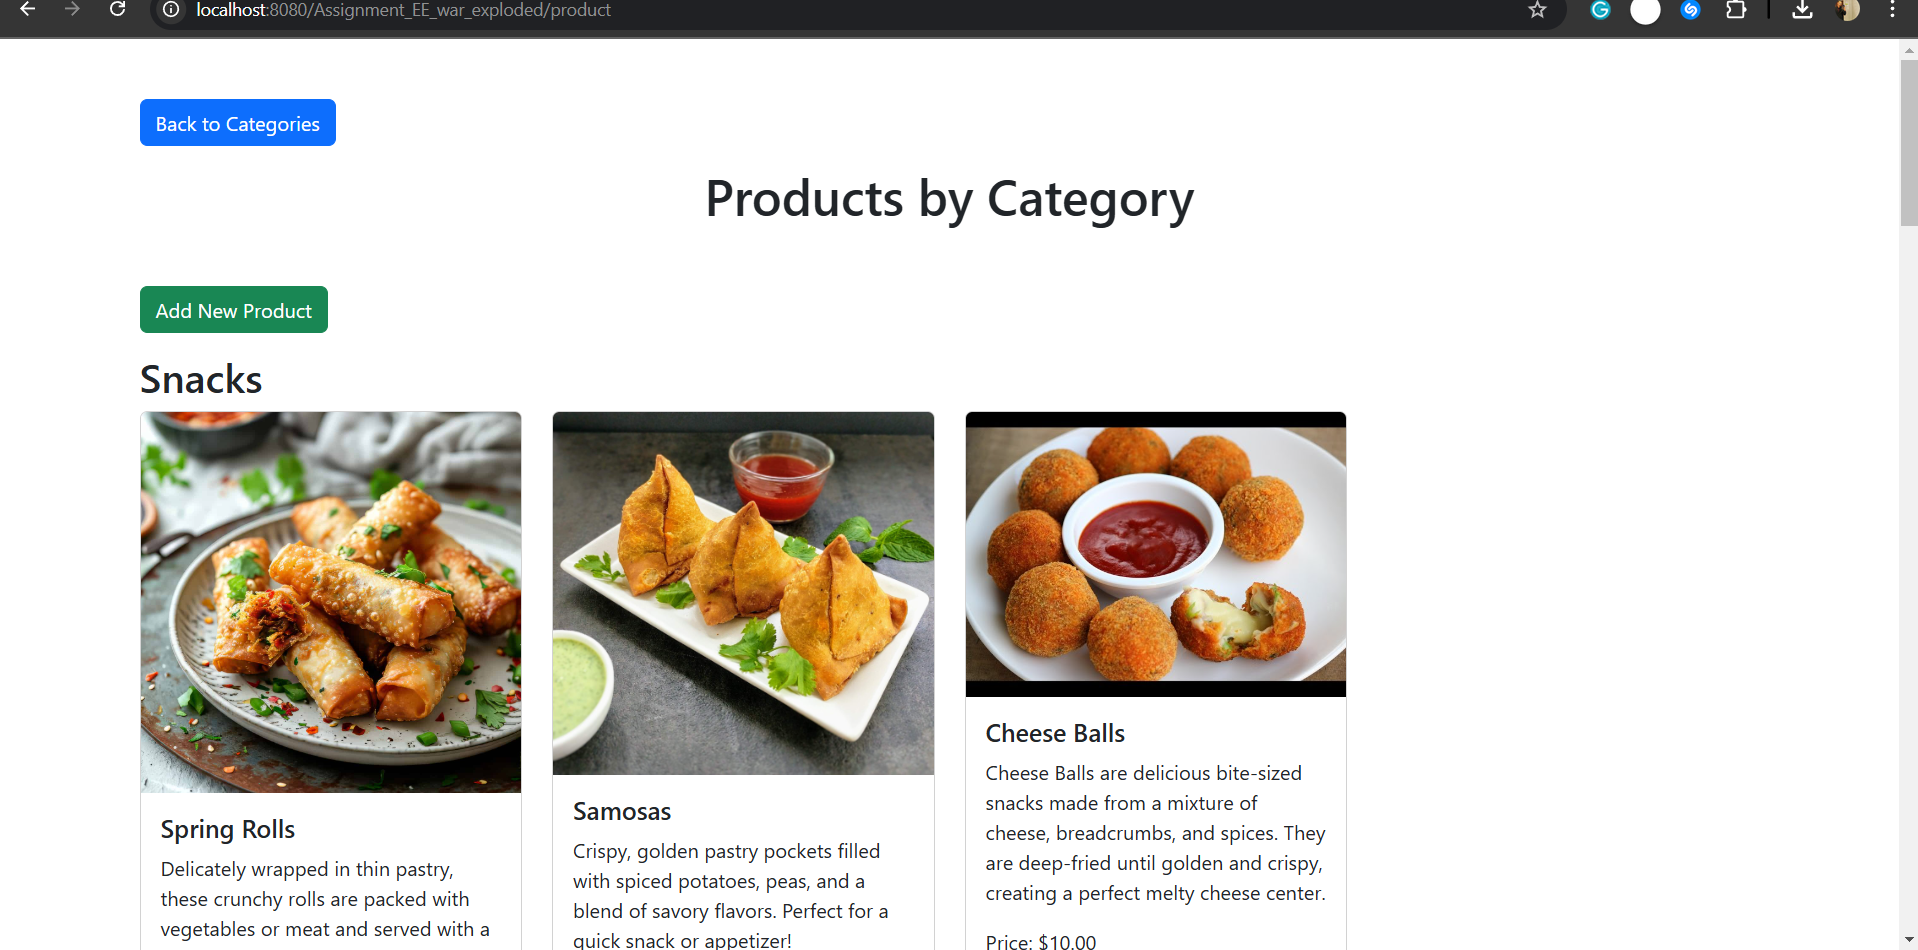 localhost:8080/Assignment_EE_war_exploded/product
Back to Categories
Products by Category
Add New Product
Snacks
Spring Rolls
Delicately wrapped in thin pastry,
these crunchy rolls are packed with
vegetables or meat and served with a
Samosas
Crispy, golden pastry pockets filled
with spiced potatoes, peas, and a
blend of savory flavors. Perfect for a
quick snack or appetizer!
Cheese Balls
Cheese Balls are delicious bite-sized
snacks made from a mixture of
cheese, breadcrumbs, and spices. They
are deep-fried until golden and crispy,
creating a perfect melty cheese center.
Price: $10.00